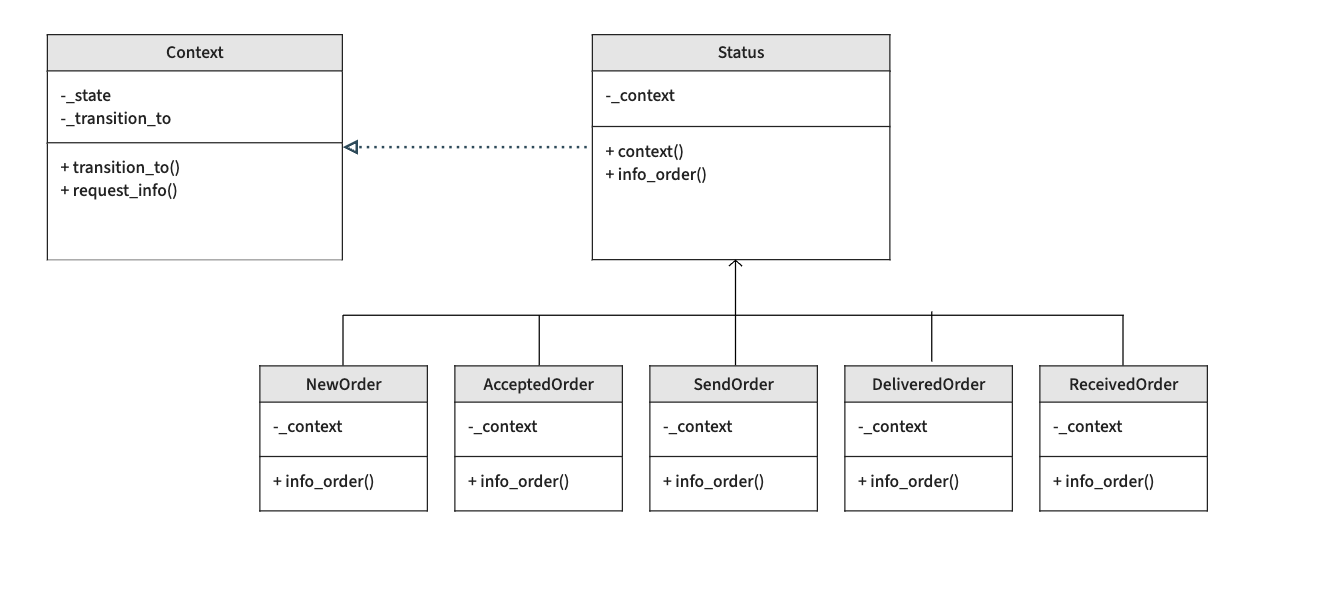 Context
-_state
-_transition_to
+ transition_to()
+ request_info()
Status
-_context
+ context()
+ info_order()
NewOrder
-_context
+ info_order()
AcceptedOrder
-_context
+ info_order()
SendOrder
-_context
+ info_order()
DeliveredOrder
-_context
+ info_order()
ReceivedOrder
-_context
+ info_order()